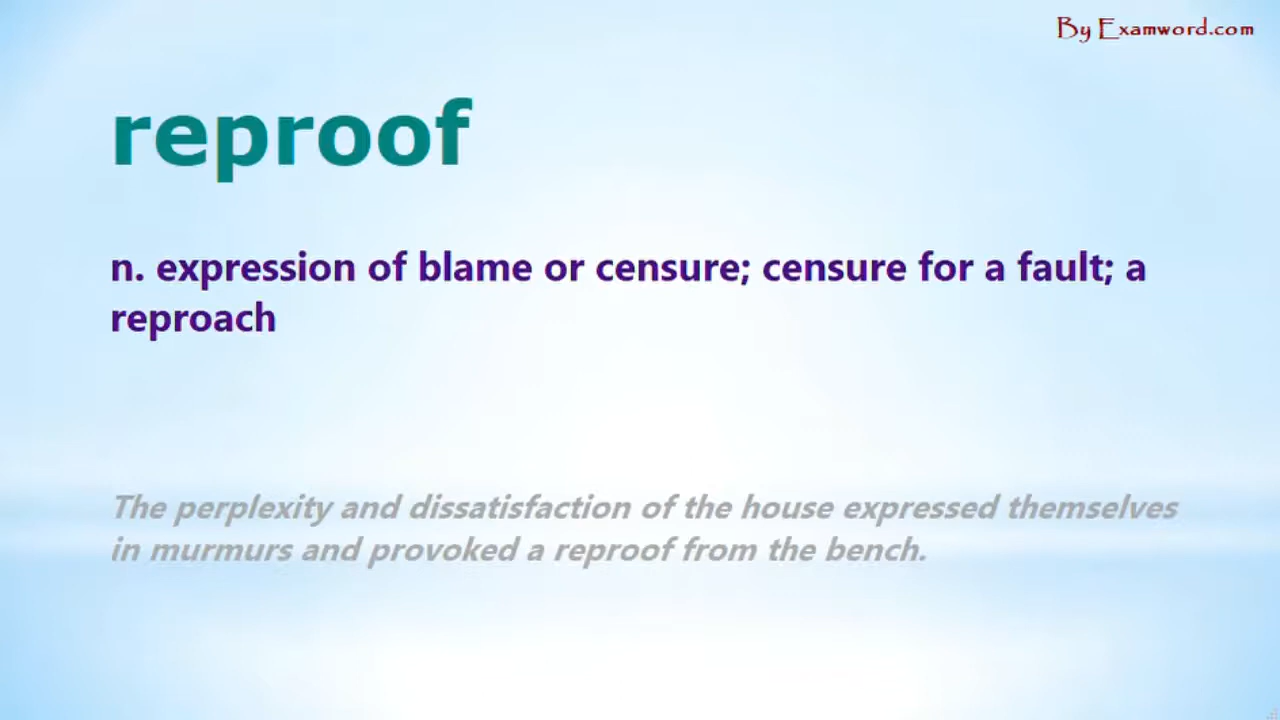 By Examword.com
reproof
n. expression of blame or censure; censure for a fault; a
reproach
The perplexity and dissatisfaction of the house expressed themselves
in murmurs and provoked a reproof from the bench.